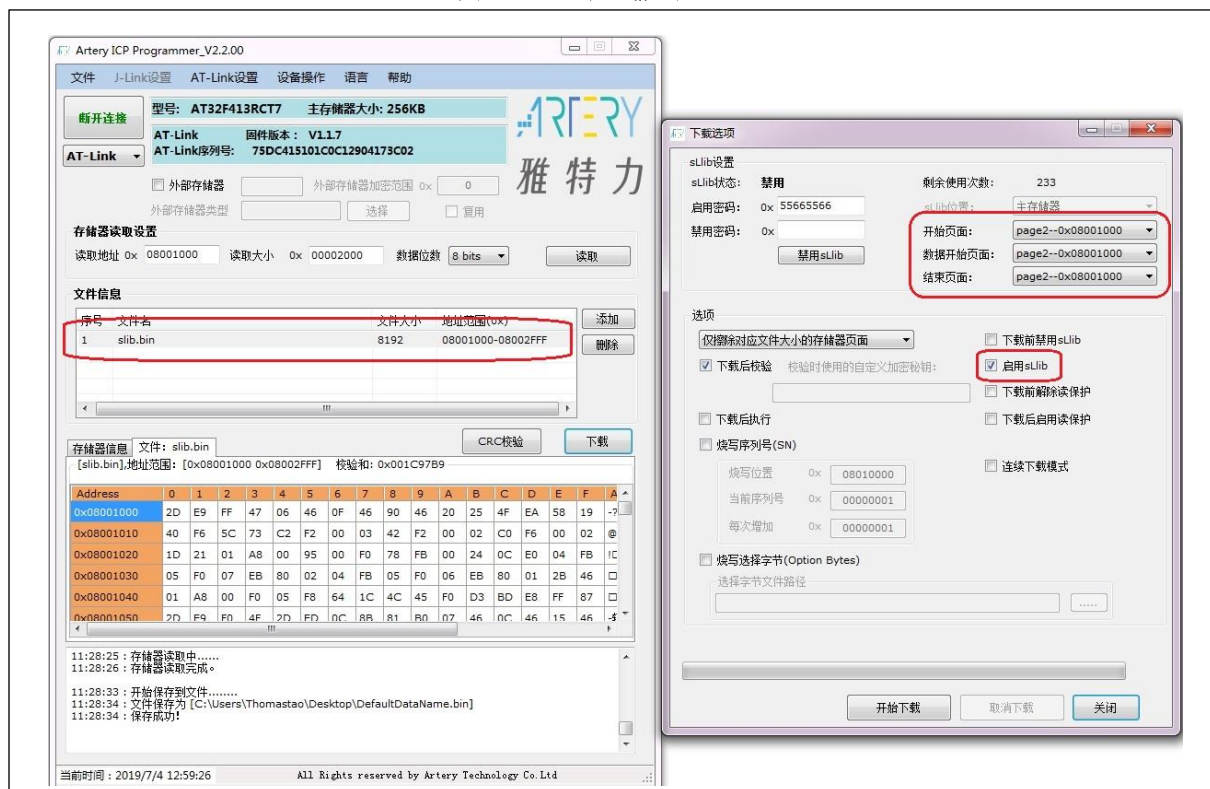 Artery ICP Programmer_V2.2.00
文件 J-Link设置 AT-Link设置 设备操作 语言 帮助
断开连接
型号: AT32F413RCT7 主存储器大小: 256KB
AT-Link 固件版本: V1.1.7
AT-Link序列号: 75DC415101C0C12904173C02
AT-Link
ARTERY
雅特力
外部存储器 外部存储器加密范围 0x 0
外部存储器类型 选择 复用
存储器读取设置
读取地址 0x 08001000 读取大小 0x 00002000 数据位数 8 bits 读取
文件信息
序号 文件名 文件大小 地址范围(0x) 添加
1 slib.bin 8192 08001000-08002FFF 删除
存储器信息 文件: slib.bin CRC校验 下载
[slib.bin],地址范围: [0x08001000 0x08002FFF] 校验和: 0x001C97B9
Address 0 1 2 3 4 5 6 7 8 9 A B C D E F A
0x08001000 2D E9 FF 47 06 46 0F 46 90 46 20 25 4F EA 58 19 -?
0x08001010 40 F6 5C 73 C2 F2 00 03 42 F2 00 02 C0 F6 00 02 @
0x08001020 1D 21 01 A8 00 95 00 F0 78 FB 00 24 0C E0 04 FB
0x08001030 05 F0 07 EB 80 02 04 FB 05 F0 06 EB 80 01 2B 46
0x08001040 01 A8 00 F0 05 F8 64 1C 4C 45 F0 D3 BD E8 FF 87
0x08001050 2D E9 F0 4F 2D ED 0C 8B 81 B0 07 46 0C 46 15 46
11:28:25 : 存储器读取中......
11:28:26 : 存储器读取完成。
11:28:33 : 开始保存到文件........
11:28:34 : 文件保存为 [C:\Users\Thomastao\Desktop\DefaultDataName.bin]
11:28:34 : 保存成功!
当前时间 : 2019/7/4 12:59:26 All Rights reserved by Artery Technology Co.Ltd
下载选项
sLlib设置
sLlib状态: 禁用 剩余使用次数: 233
启用密码: 0x 55665566 sLlib位置: 主存储器
禁用密码: 0x 开始页面: page2--0x08001000
禁用sLlib 数据开始页面: page2--0x08001000
结束页面: page2--0x08001000
选项
仅擦除对应文件大小的存储器页面 下载前禁用sLlib
下载后校验 校验时使用的自定义加密秘钥: 启用sLlib
下载前解除读保护
下载后执行 下载后启用读保护
烧写序列号(SN)
烧写位置 0x 08010000 连续下载模式
当前序列号 0x 00000001
每次增加 0x 00000001
烧写选择字节(Option Bytes)
选择字节文件路径
.....
开始下载 取消下载 关闭